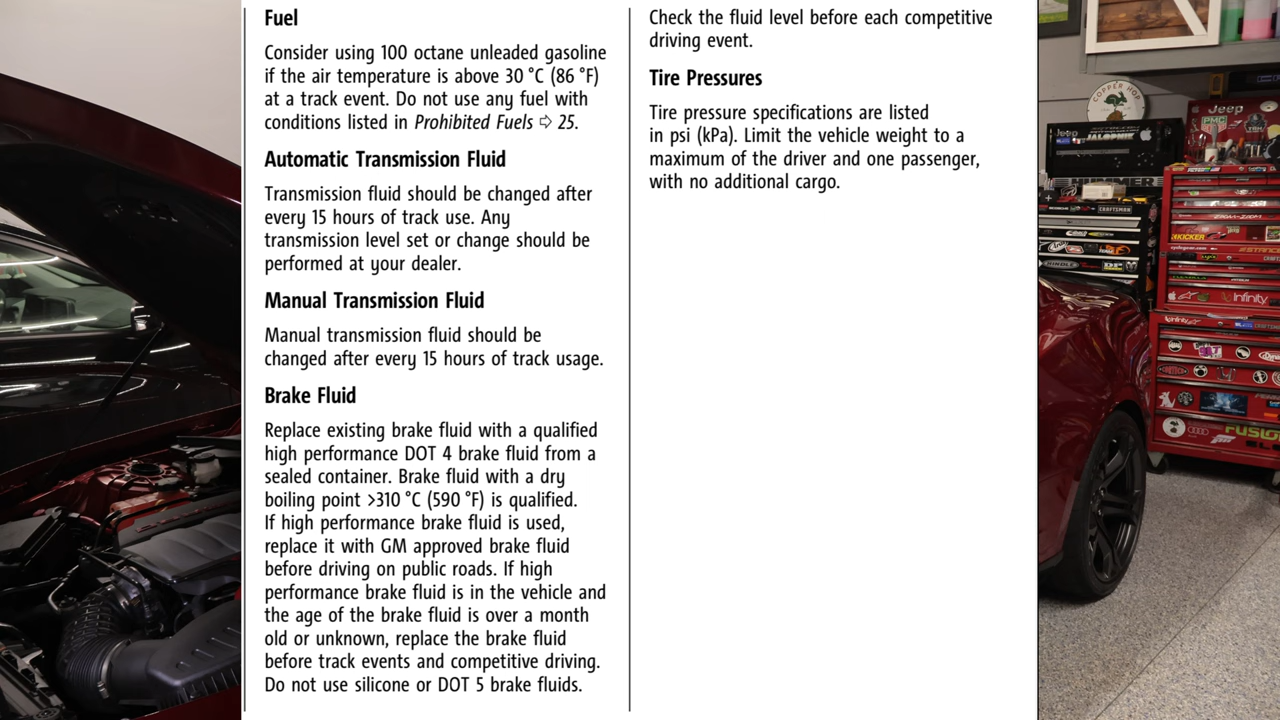 Fuel
Consider using 100 octane unleaded gasoline
if the air temperature is above 30 °C (86 °F)
at a track event. Do not use any fuel with
conditions listed in Prohibited Fuels ⇨ 25.
Automatic Transmission Fluid
Transmission fluid should be changed after
every 15 hours of track use. Any
transmission level set or change should be
performed at your dealer.
Manual Transmission Fluid
Manual transmission fluid should be
changed after every 15 hours of track usage.
Brake Fluid
Replace existing brake fluid with a qualified
high performance DOT 4 brake fluid from a
sealed container. Brake fluid with a dry
boiling point >310 °C (590 °F) is qualified.
If high performance brake fluid is used,
replace it with GM approved brake fluid
before driving on public roads. If high
performance brake fluid is in the vehicle and
the age of the brake fluid is over a month
old or unknown, replace the brake fluid
before track events and competitive driving.
Do not use silicone or DOT 5 brake fluids.
Check the fluid level before each competitive
driving event.
Tire Pressures
Tire pressure specifications are listed
in psi (kPa). Limit the vehicle weight to a
maximum of the driver and one passenger,
with no additional cargo.
COPPER HOP
Jeep
PMC
Jeep
JALOPNIK
CRAFTSMAN
KICKER
infinity
infiniti
FUSION